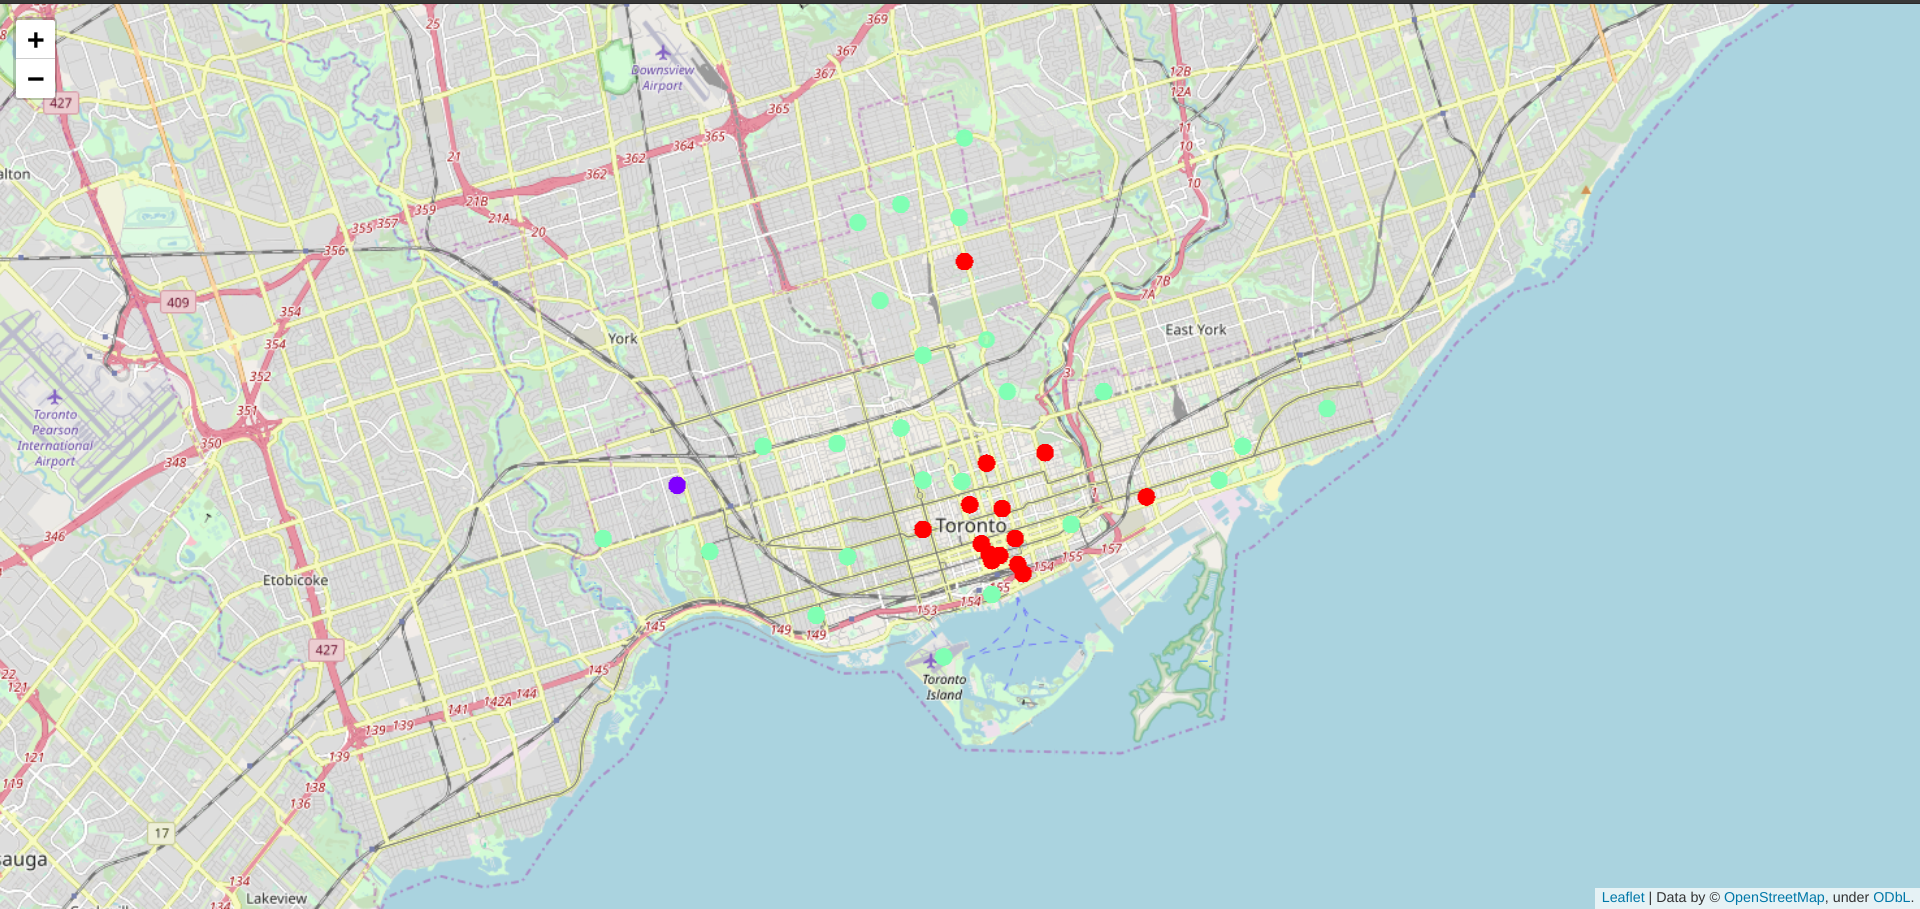 25
369
367
Downsview
Airport
12B
12A
367
+
−
8
427
365
365
364
362
362
11
10
10
21
alton
21B
21A
20
359
357
355
356
7B
7A
409
354
354
York
East York
352
3
351
350
348
Toronto
Pearson
International
Airport
1
346
Toronto
157
155
154
155
154
153
Etobicoke
145
149
149
427
145
Toronto
Island
144
142A
141
139
139
139
22
121
121
119
138
136
17
sauga
134
134
Lakeview
Leaflet | Data by © OpenStreetMap, under ODbL.